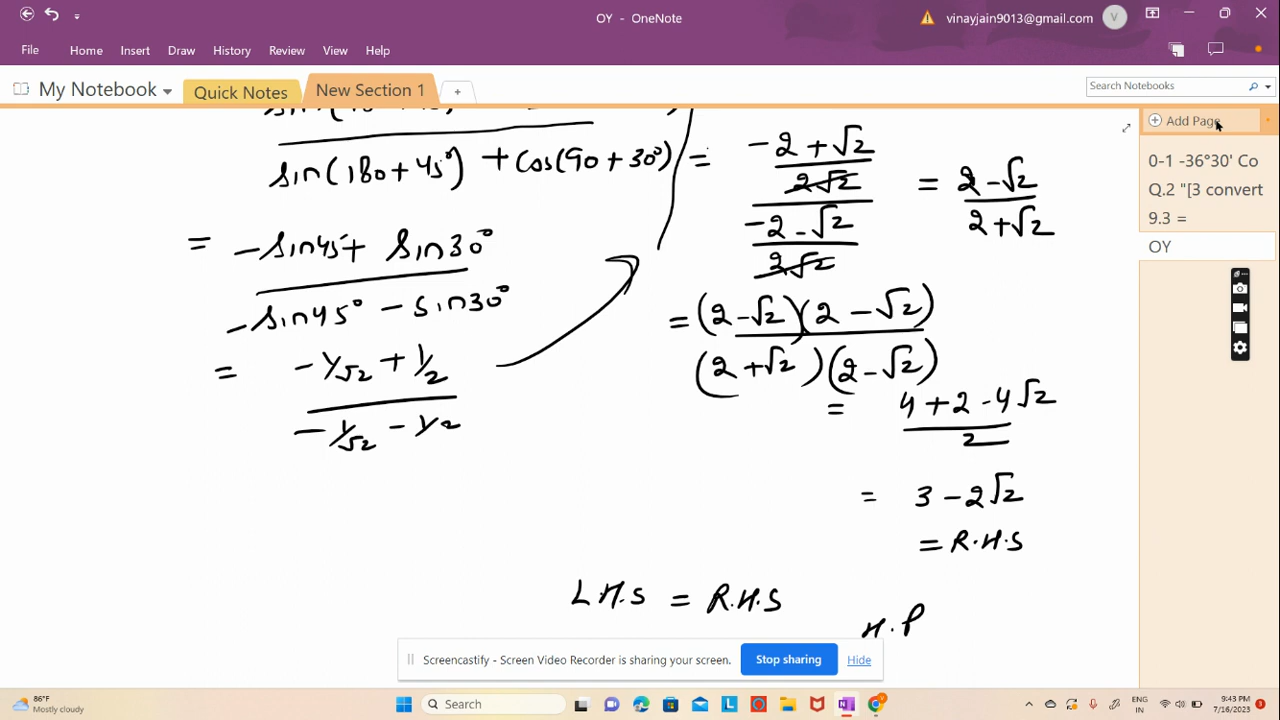 OY - OneNote
vinayjain9013@gmail.com
V
File Home Insert Draw History Review View Help
My Notebook
Quick Notes
New Section 1
Search Notebooks
Add Page
0-1 -36°30' Co
Q.2 "[3 convert
9.3 =
OY
sin(180+45°) + cos(90+30°)
= -sin45° + sin30°
-sin45° - sin30°
= -1/√2 + 1/2
-1/√2 - 1/2
= -2+√2
2√2
-2-√2
2√2
= 2-√2
2+√2
= (2-√2)(2-√2)
(2+√2)(2-√2)
= 4+2-4√2
2
= 3-2√2
= R.H.S
L.H.S = R.H.S
H.P
Screencastify - Screen Video Recorder is sharing your screen.
Stop sharing
Hide
86°F
Mostly cloudy
Search
ENG
IN
9:43 PM
7/16/2023